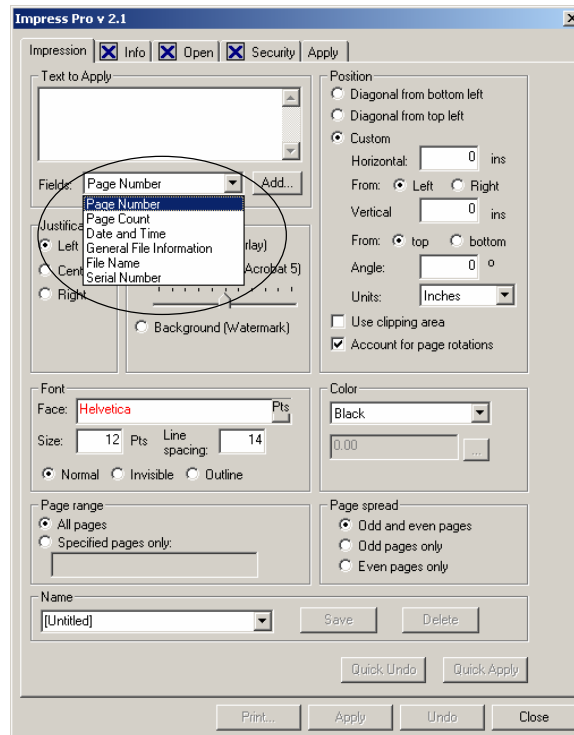 Impress Pro v 2.1
Impression Info Open Security Apply
Text to Apply
Fields: Page Number Add...
Page Number
Page Count
Date and Time
General File Information
File Name
Serial Number
Justifica
Left
Cent
Right
rlay)
Acrobat 5)
Background (Watermark)
Position
Diagonal from bottom left
Diagonal from top left
Custom
Horizontal: 0 ins
From: Left Right
Vertical 0 ins
From: top bottom
Angle: 0 o
Units: Inches
Use clipping area
Account for page rotations
Font
Face: Helvetica Pts
Size: 12 Pts Line spacing: 14
Normal Invisible Outline
Color
Black
0.00 ...
Page range
All pages
Specified pages only:
Page spread
Odd and even pages
Odd pages only
Even pages only
Name
[Untitled] Save Delete
Quick Undo Quick Apply
Print... Apply Undo Close